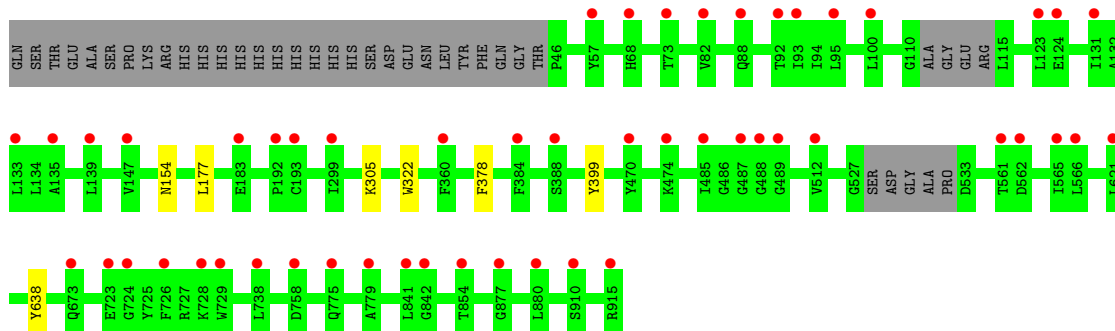 GLN SER THR GLU ALA SER PRO LYS ARG HIS HIS HIS HIS HIS HIS HIS HIS HIS HIS SER ASP GLU ASN LEU TYR PHE GLN GLY THR P46 Y57 H68 T73 V82 Q88 T92 I93 I94 L95 L100 G110 ALA GLY GLU ARG L115 L123 E124 I131 A132
L133 L134 A135 L139 V147 N154 L177 E183 P192 C193 I299 K305 W322 F360 F378 F384 S388 Y399 Y470 K474 I485 G486 G487 G488 G489 V512 G527 SER ASP GLY ALA PRO D533 T561 D562 I565 L566
Y638 Q673 E723 G724 Y725 F726 R727 K728 W729 L738 D758 Q775 A779 L841 G842 T854 G877 L880 S910 R915